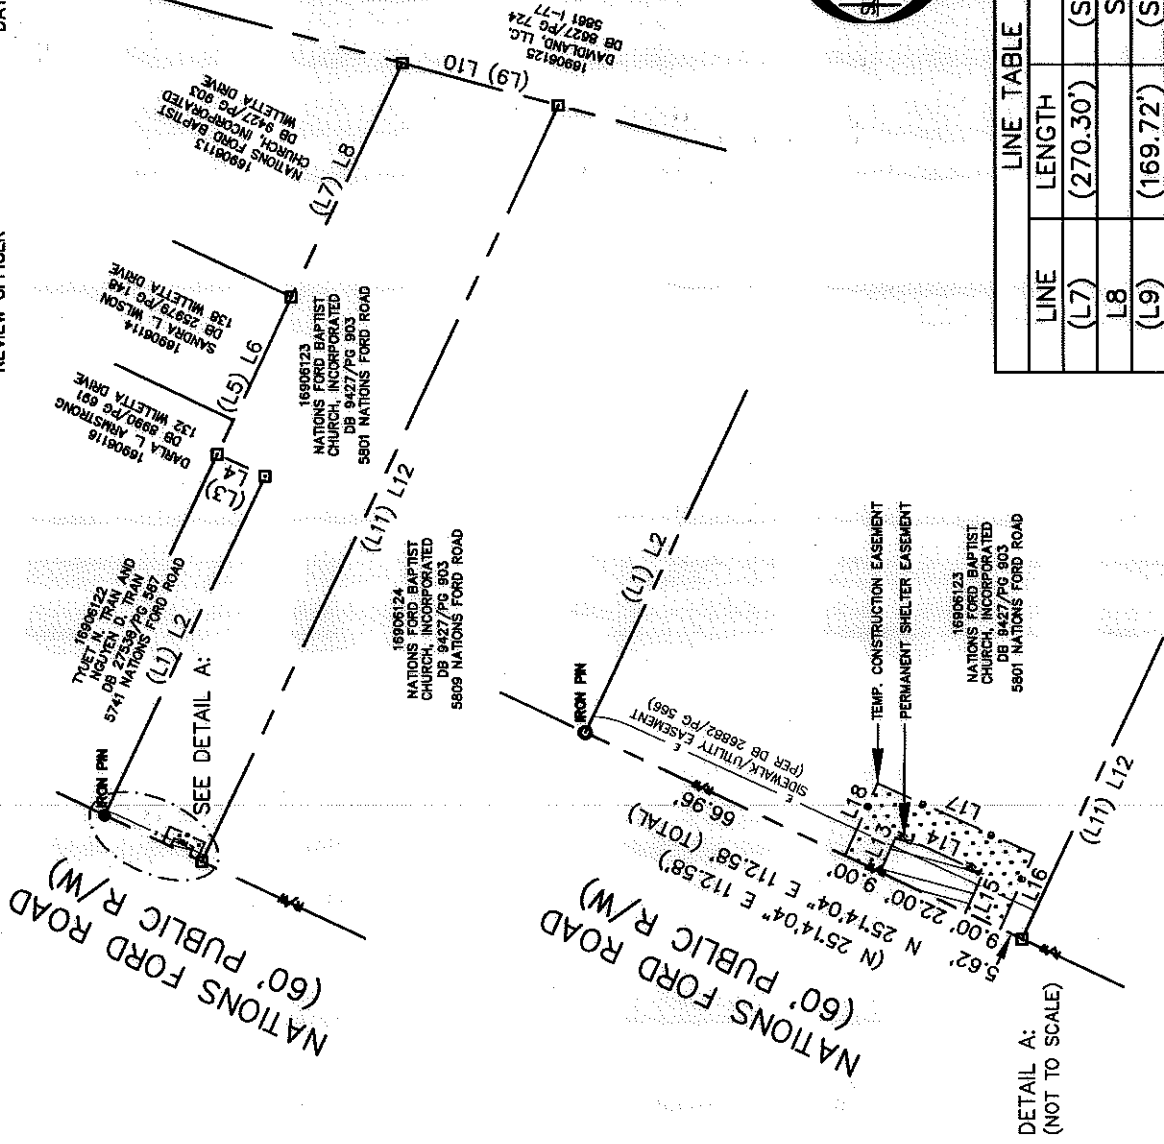 REVIEW OFFICER
16906125
DAVIDLAND, LLC.
DB 8627/PG 724
5861 I-77
(L9) L10
16906113
NATIONS FORD BAPTIST
CHURCH, INCORPORATED
DB 9427/PG 903
WILLETTA DRIVE
(L7) L8
16906114
SANDRA L. WILSON
DB 25979/PG 148
138 WILLETTA DRIVE
(L5) L6
16906116
DARLA L. ARMSTRONG
DB 8990/PG 691
132 WILLETTA DRIVE
(L3)
L4
16906122
TYUET N. TRAN AND
NGUYEN D. TRAN
DB 27538/PG 587
5741 NATIONS FORD ROAD
(L1) L2
IRON PIN
SEE DETAIL A:
16906123
NATIONS FORD BAPTIST
CHURCH, INCORPORATED
DB 9427/PG 903
5801 NATIONS FORD ROAD
(L11) L12
16906124
NATIONS FORD BAPTIST
CHURCH, INCORPORATED
DB 9427/PG 903
5809 NATIONS FORD ROAD
NATIONS FORD ROAD
(60' PUBLIC R/W)
R/W
LINE TABLE
LINE LENGTH
(L7) (270.30') (S
L8 S
(L9) (169.72') (S
IRON PIN
(L1) L2
SIDEWALK/UTILITY EASEMENT
(PER DB 26882/PG 566)
TEMP. CONSTRUCTION EASEMENT
PERMANENT SHELTER EASEMENT
16906123
NATIONS FORD BAPTIST
CHURCH, INCORPORATED
DB 9427/PG 903
5801 NATIONS FORD ROAD
66.96'
(TOTAL)
N 25°14'04" E 112.58'
(N 25°14'04" E 112.58')
L18
L13
L14
L17
L15
L16
9.00'
22.00'
9.00'
5.62'
(L11) L12
NATIONS FORD ROAD
(60' PUBLIC R/W)
R/W
DETAIL A:
(NOT TO SCALE)